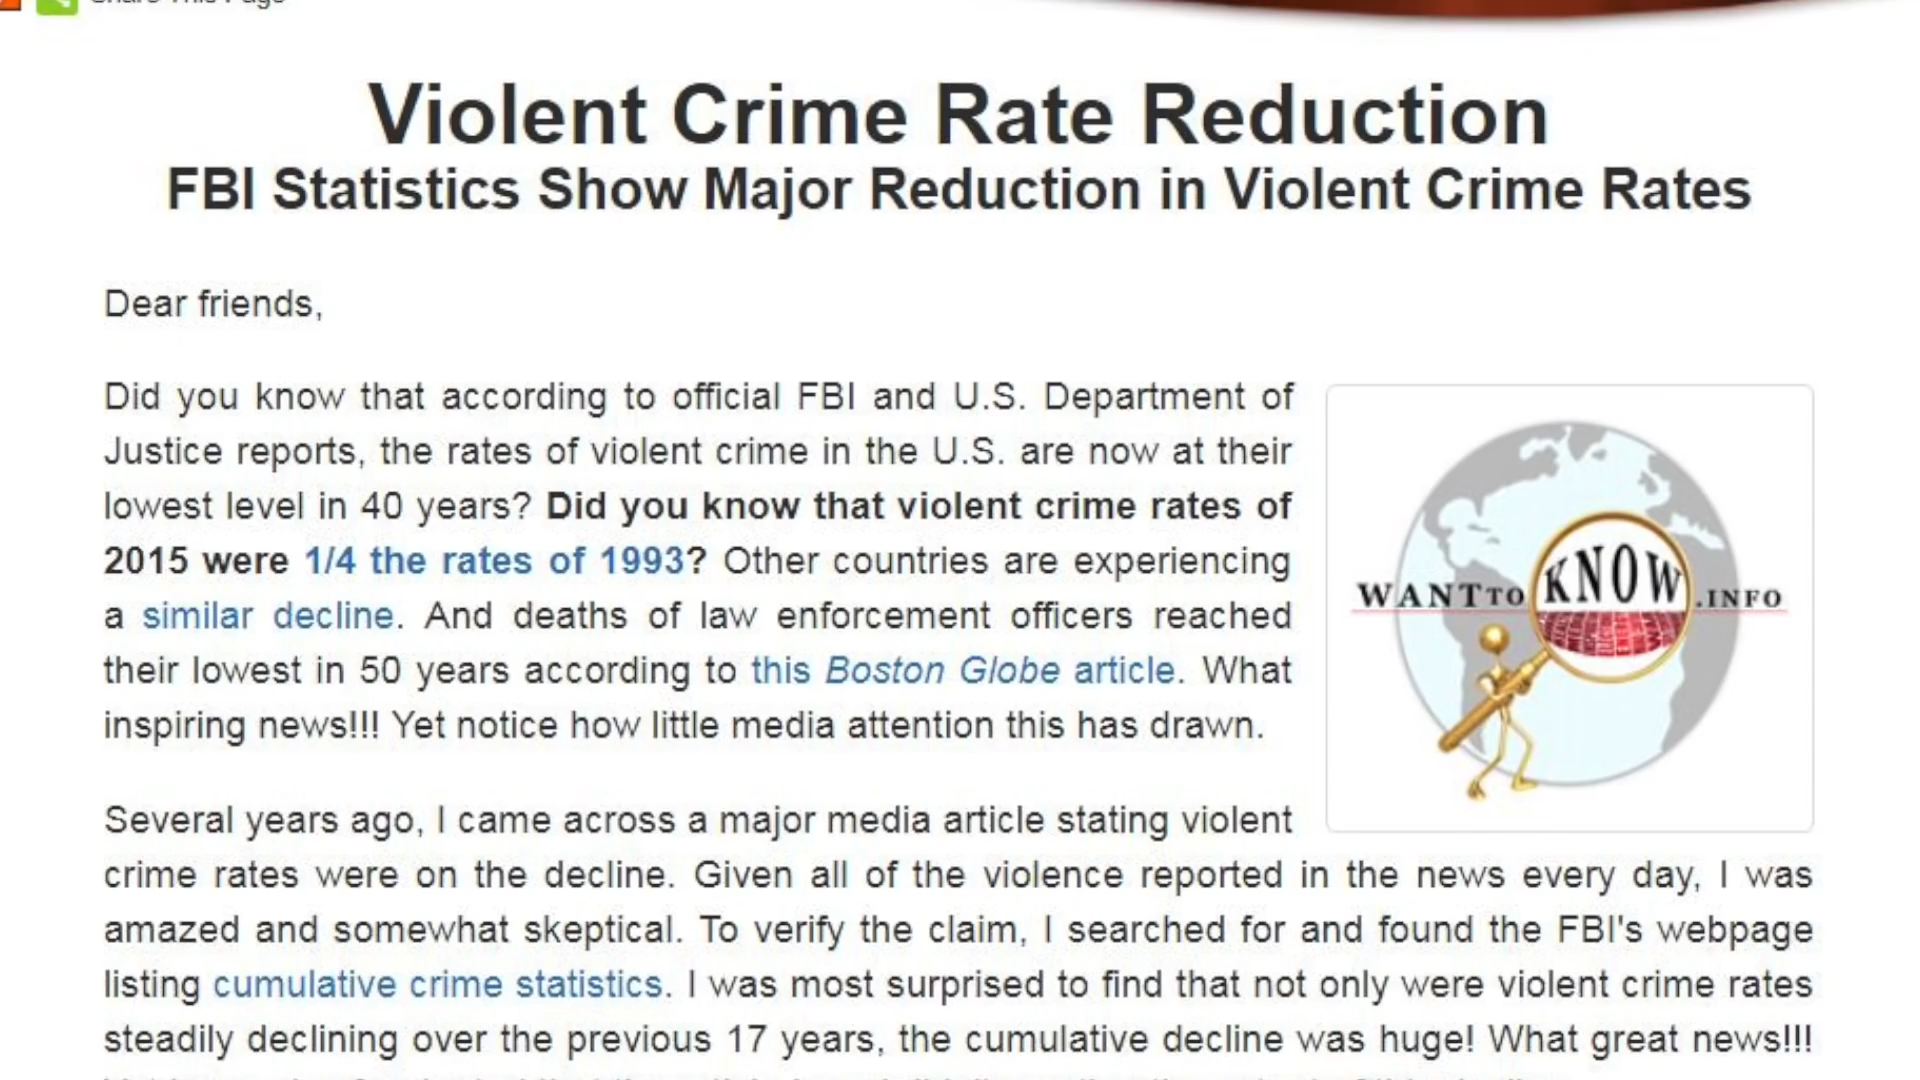 Share This Page
Violent Crime Rate Reduction
FBI Statistics Show Major Reduction in Violent Crime Rates
Dear friends,
Did you know that according to official FBI and U.S. Department of
Justice reports, the rates of violent crime in the U.S. are now at their
lowest level in 40 years? Did you know that violent crime rates of
2015 were 1/4 the rates of 1993? Other countries are experiencing
a similar decline. And deaths of law enforcement officers reached
their lowest in 50 years according to this Boston Globe article. What
inspiring news!!! Yet notice how little media attention this has drawn.
WANT TO KNOW .INFO
Several years ago, I came across a major media article stating violent
crime rates were on the decline. Given all of the violence reported in the news every day, I was
amazed and somewhat skeptical. To verify the claim, I searched for and found the FBI's webpage
listing cumulative crime statistics. I was most surprised to find that not only were violent crime rates
steadily declining over the previous 17 years, the cumulative decline was huge! What great news!!!